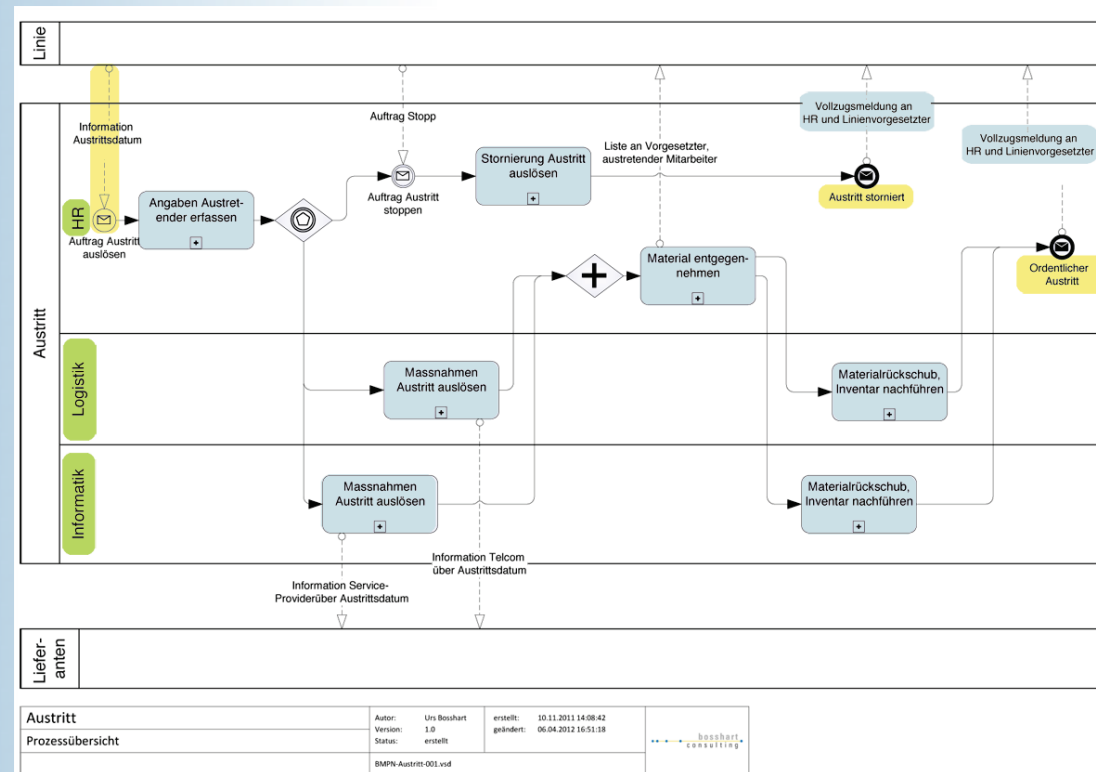 Linie
Austritt
HR
Logistik
Informatik
Information
Austrittsdatum
Auftrag Austritt
auslösen
Angaben Austret-
ender erfassen
Auftrag Stopp
Auftrag Austritt
stoppen
Stornierung Austritt
auslösen
Liste an Vorgesetzter,
austretender Mitarbeiter
Vollzugsmeldung an
HR und Linienvorgesetzter
Austritt storniert
Vollzugsmeldung an
HR und Linienvorgesetzter
Ordentlicher
Austritt
Material entgegen-
nehmen
Massnahmen
Austritt auslösen
Materialrückschub,
Inventar nachführen
Massnahmen
Austritt auslösen
Materialrückschub,
Inventar nachführen
Information Telcom
über Austrittsdatum
Information Service-
Providerüber Austrittsdatum
Liefer-
anten
Austritt
Prozessübersicht
Autor: Urs Bosshart
Version: 1.0
Status: erstellt
erstellt: 10.11.2011 14:08:42
geändert: 06.04.2012 16:51:18
BMPN-Austritt-001.vsd
bosshart
consulting